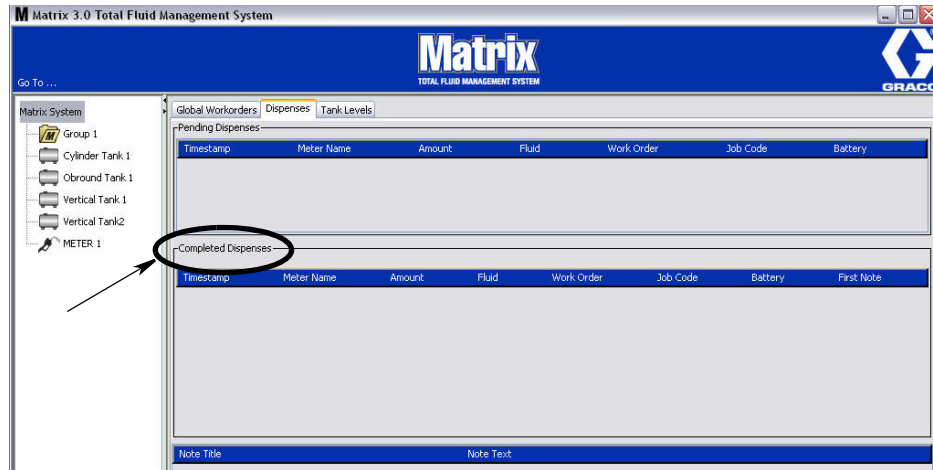 M Matrix 3.0 Total Fluid Management System
Matrix
TOTAL FLUID MANAGEMENT SYSTEM
Go To ...
GRACO
Matrix System
Group 1
Cylinder Tank 1
Obround Tank 1
Vertical Tank 1
Vertical Tank2
METER 1
Global Workorders Dispenses Tank Levels
Pending Dispenses
Timestamp Meter Name Amount Fluid Work Order Job Code Battery
Completed Dispenses
Timestamp Meter Name Amount Fluid Work Order Job Code Battery First Note
Note Title Note Text